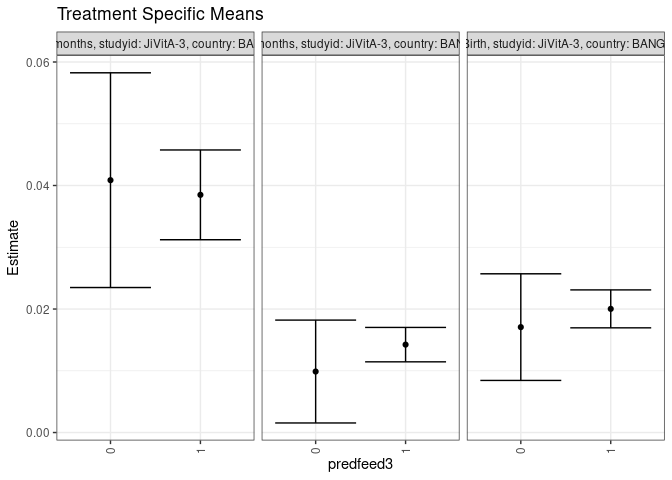 Treatment Specific Means
months, studyid: JiVitA-3, country: BA
months, studyid: JiVitA-3, country: BAN
Birth, studyid: JiVitA-3, country: BANG
0.06
0.04
0.02
0.00
Estimate
0
1
0
1
0
1
predfeed3